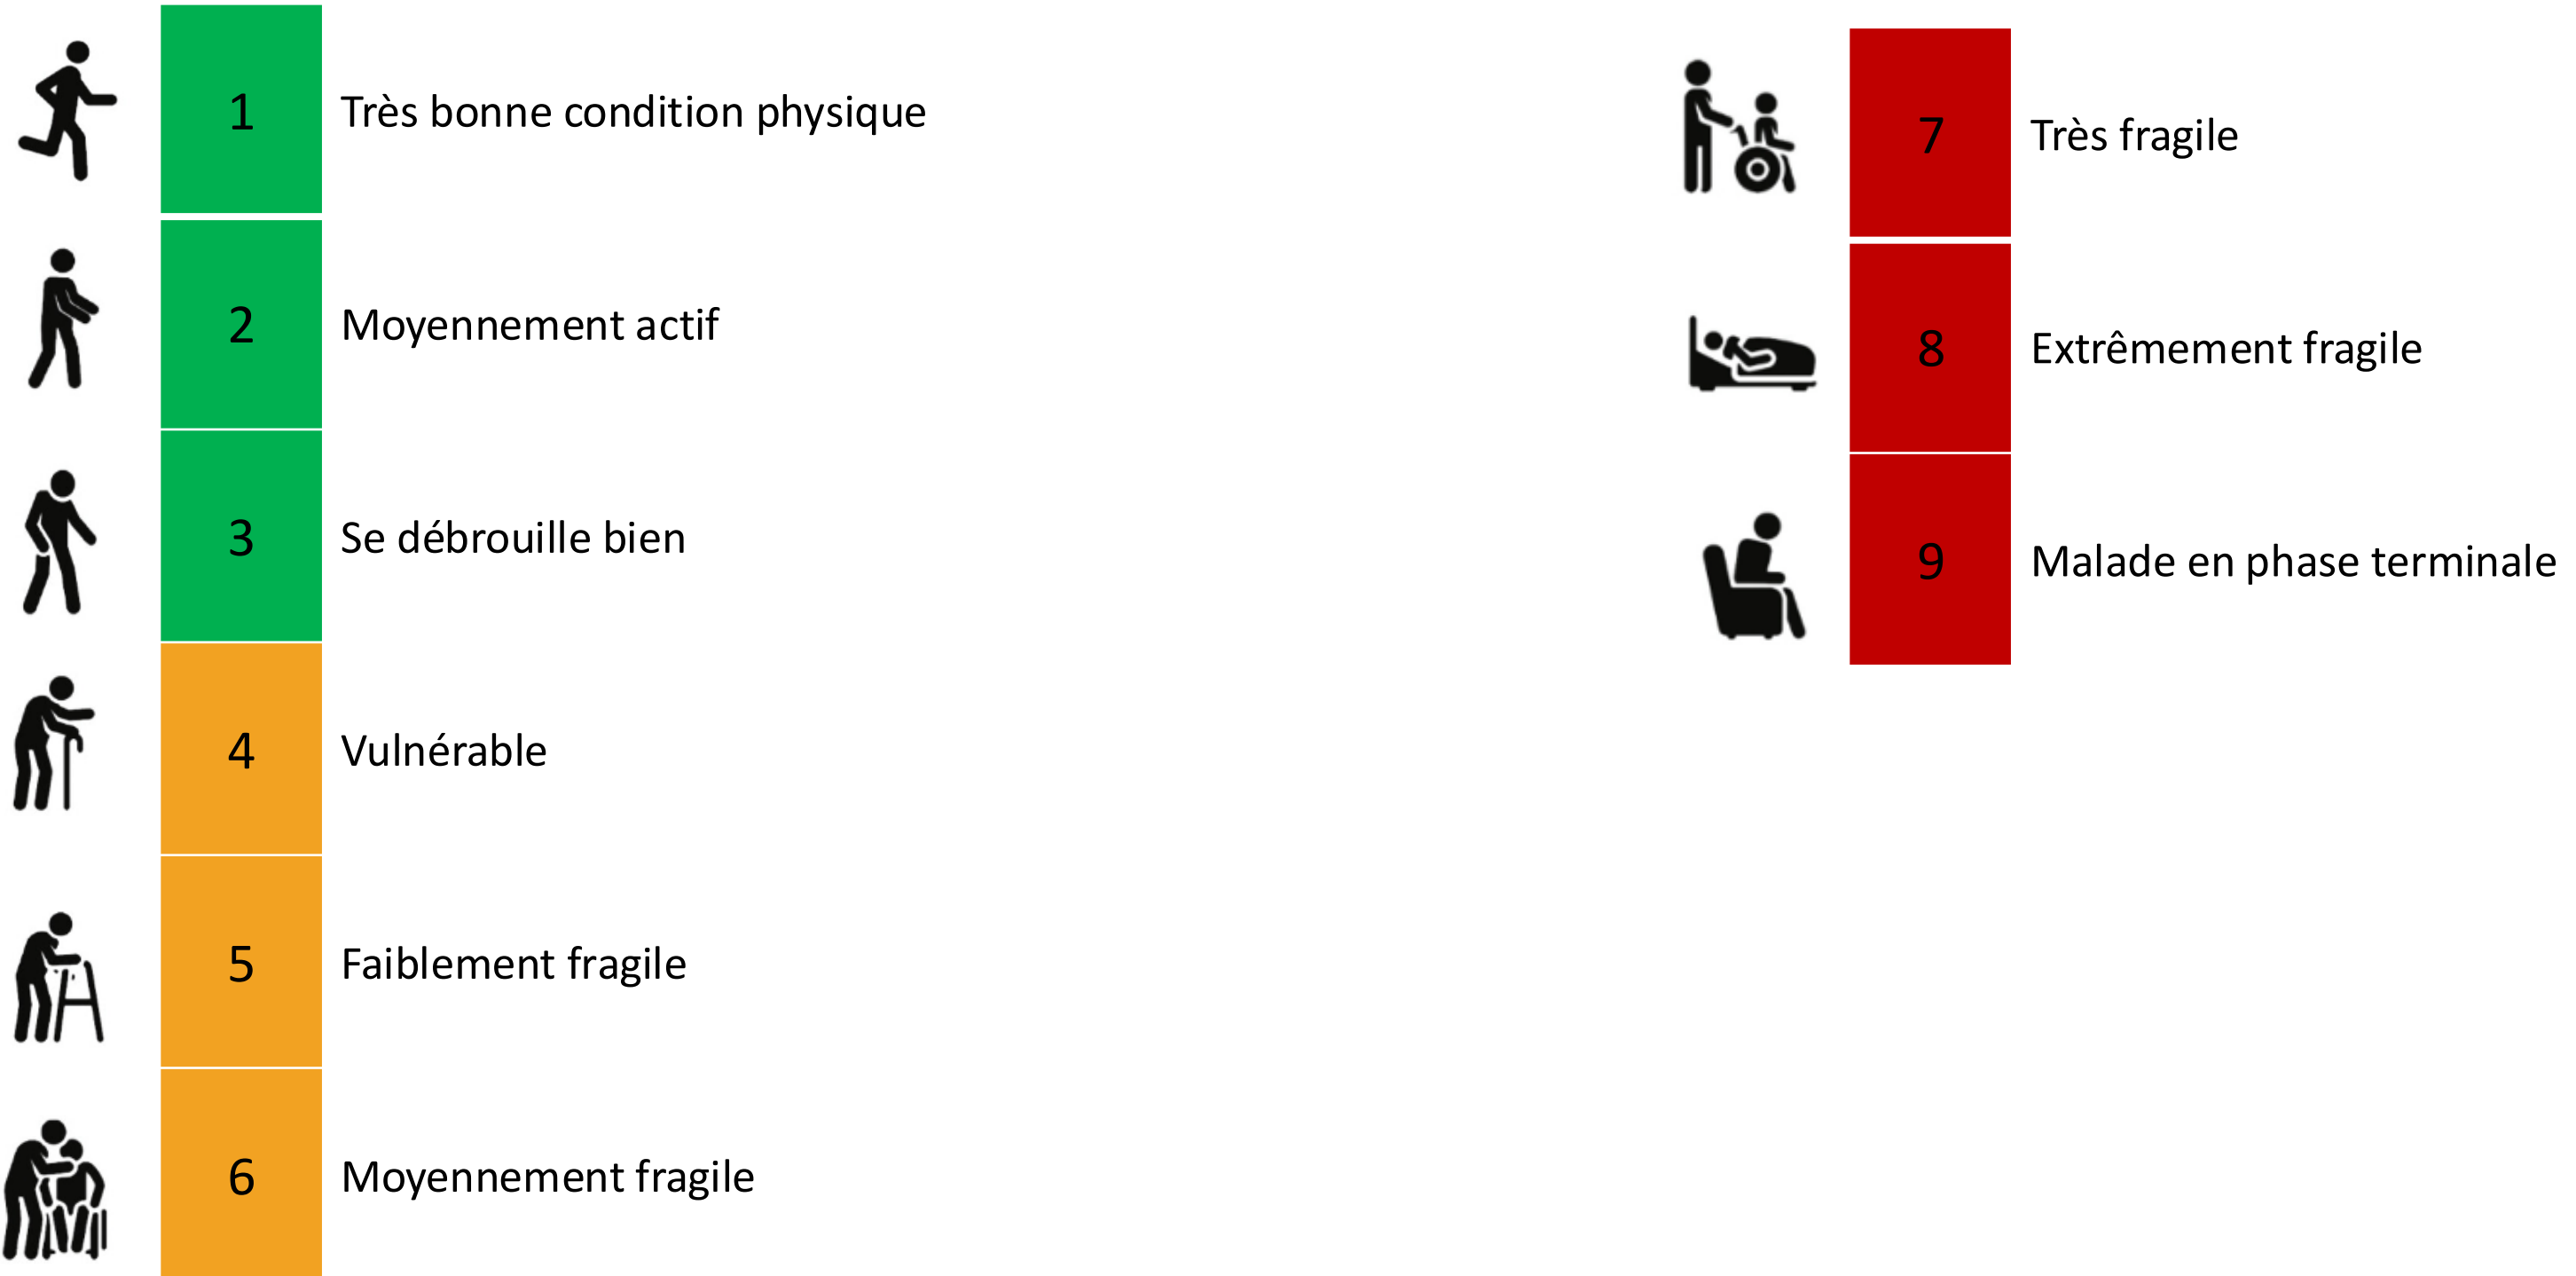 1 Très bonne condition physique
2 Moyennement actif
3 Se débrouille bien
4 Vulnérable
5 Faiblement fragile
6 Moyennement fragile
7 Très fragile
8 Extrêmement fragile
9 Malade en phase terminale